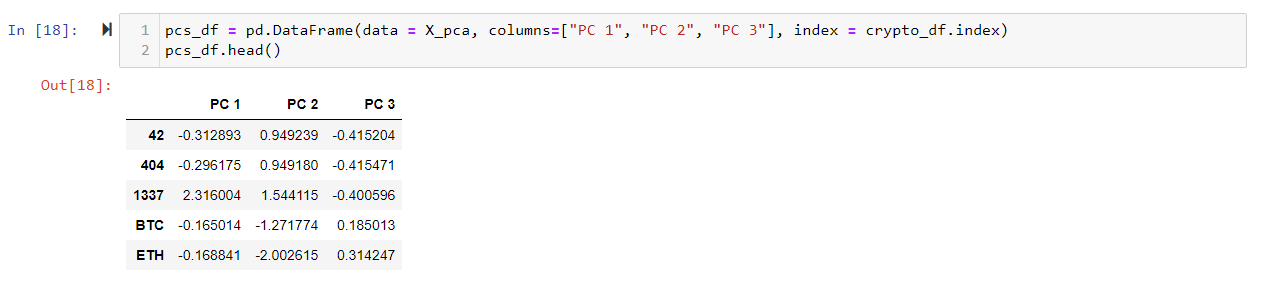 In [18]:
1 pcs_df = pd.DataFrame(data = X_pca, columns=["PC 1", "PC 2", "PC 3"], index = crypto_df.index)
2 pcs_df.head()
Out[18]:
PC 1 PC 2 PC 3
42 -0.312893 0.949239 -0.415204
404 -0.296175 0.949180 -0.415471
1337 2.316004 1.544115 -0.400596
BTC -0.165014 -1.271774 0.185013
ETH -0.168841 -2.002615 0.314247